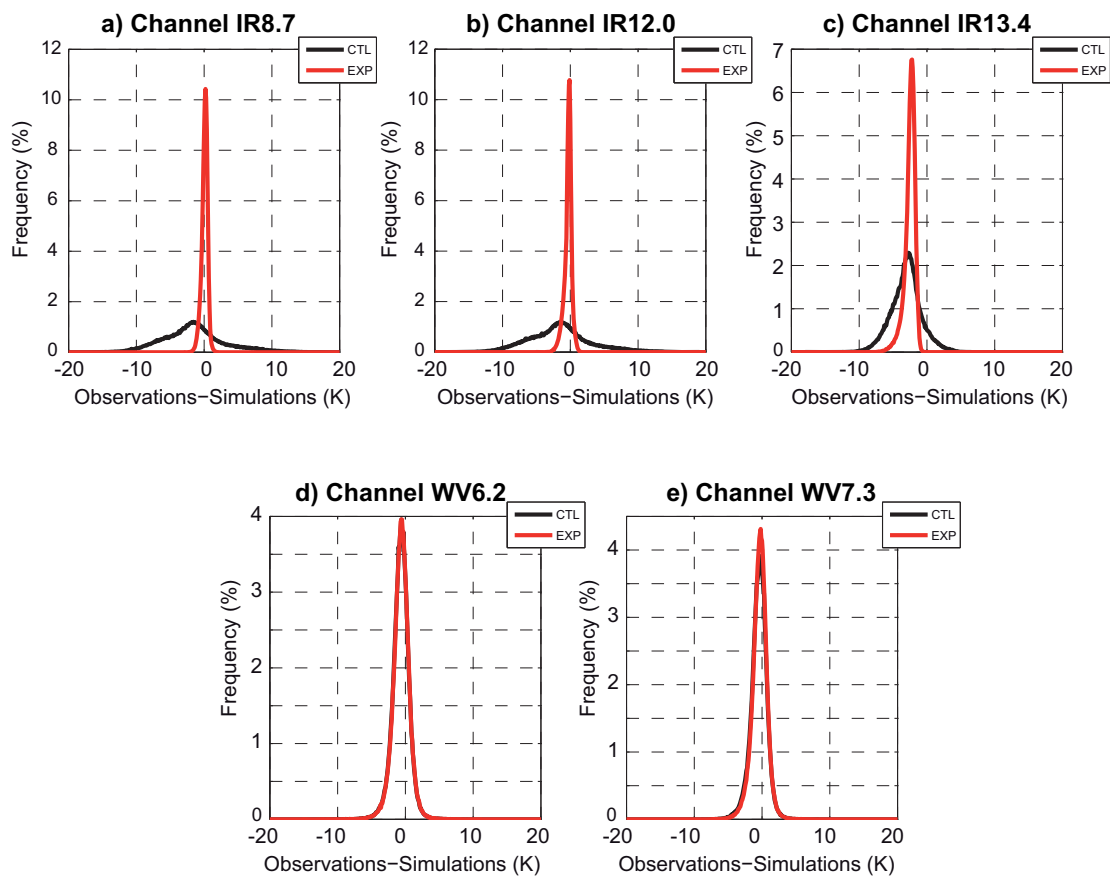 a) Channel IR8.7
CTL
EXP
Frequency (%)
12
10
8
6
4
2
0
-20 -10 0 10 20
Observations−Simulations (K)
b) Channel IR12.0
CTL
EXP
Frequency (%)
12
10
8
6
4
2
0
-20 -10 0 10 20
Observations−Simulations (K)
c) Channel IR13.4
CTL
EXP
Frequency (%)
7
6
5
4
3
2
1
0
-20 -10 0 10 20
Observations−Simulations (K)
d) Channel WV6.2
CTL
EXP
Frequency (%)
4
3
2
1
0
-20 -10 0 10 20
Observations−Simulations (K)
e) Channel WV7.3
CTL
EXP
Frequency (%)
4
3
2
1
0
-20 -10 0 10 20
Observations−Simulations (K)